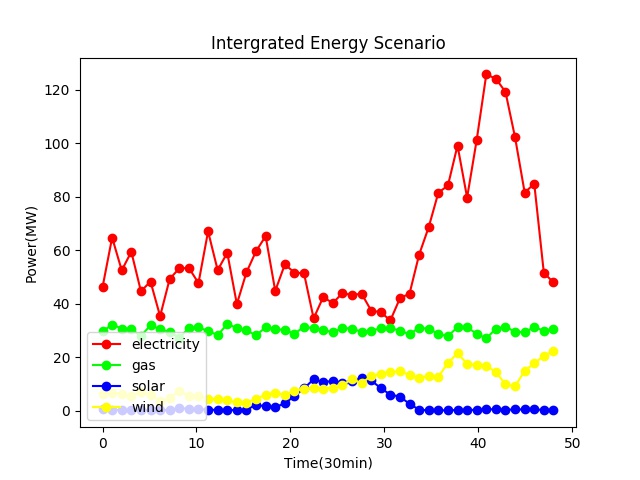 Intergrated Energy Scenario
Power(MW)
120
100
80
60
40
20
0
electricity
gas
solar
wind
0 10 20 30 40 50
Time(30min)